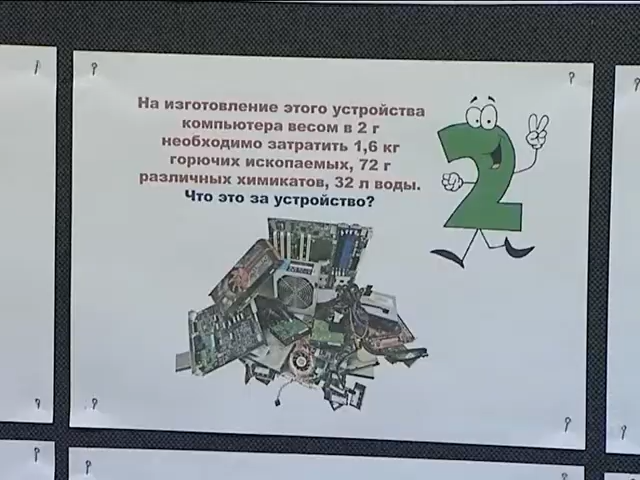 На изготовление этого устройства
компьютера весом в 2 г
необходимо затратить 1,6 кг
горючих ископаемых, 72 г
различных химикатов, 32 л воды.
Что это за устройство?
2